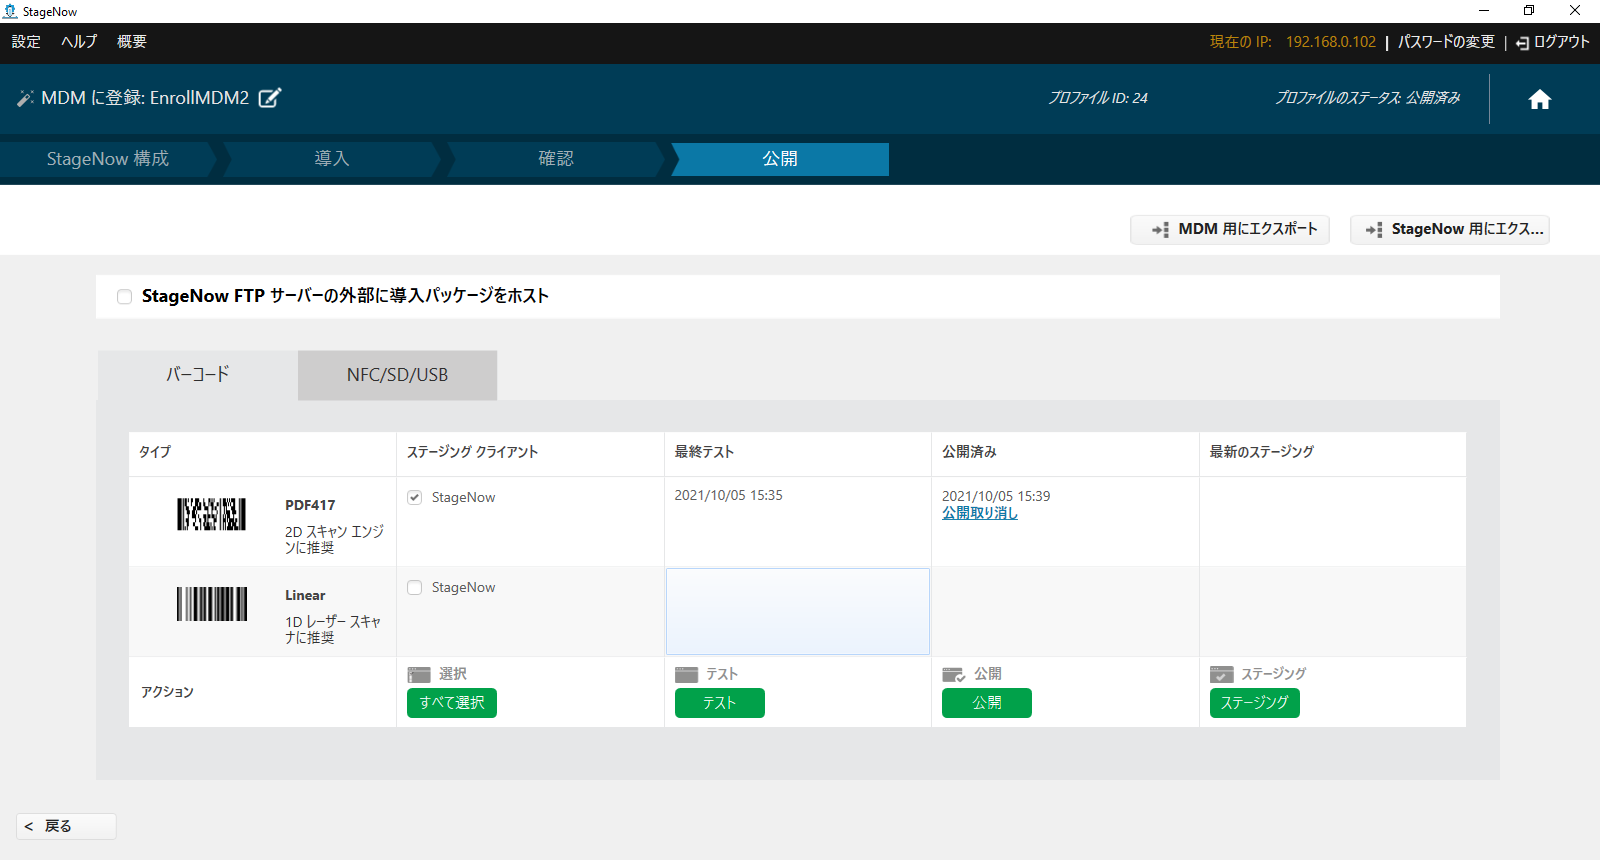 StageNow
設定 ヘルプ 概要
現在の IP: 192.168.0.102 | パスワードの変更 | ログアウト
MDM に登録: EnrollMDM2
プロファイル ID: 24
プロファイルのステータス: 公開済み
StageNow 構成
導入
確認
公開
MDM 用にエクスポート
StageNow 用にエクス...
StageNow FTP サーバーの外部に導入パッケージをホスト
バーコード
NFC/SD/USB
タイプ
ステージング クライアント
最終テスト
公開済み
最新のステージング
PDF417
2D スキャン エンジ
ンに推奨
StageNow
2021/10/05 15:35
2021/10/05 15:39
公開取り消し
Linear
1D レーザー スキャ
ナに推奨
StageNow
アクション
選択
すべて選択
テスト
テスト
公開
公開
ステージング
ステージング
< 戻る